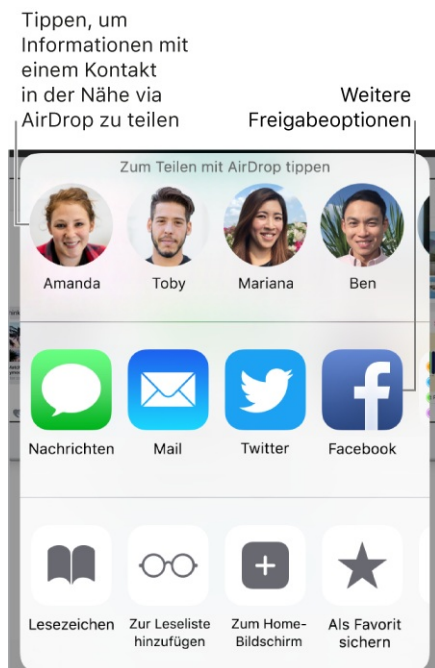 Tippen, um
Informationen mit
einem Kontakt
in der Nähe via
AirDrop zu teilen
Weitere
Freigabeoptionen
Zum Teilen mit AirDrop tippen
Amanda
Toby
Mariana
Ben
Nachrichten
Mail
Twitter
Facebook
Lesezeichen
Zur Leseliste
hinzufügen
Zum Home-
Bildschirm
Als Favorit
sichern